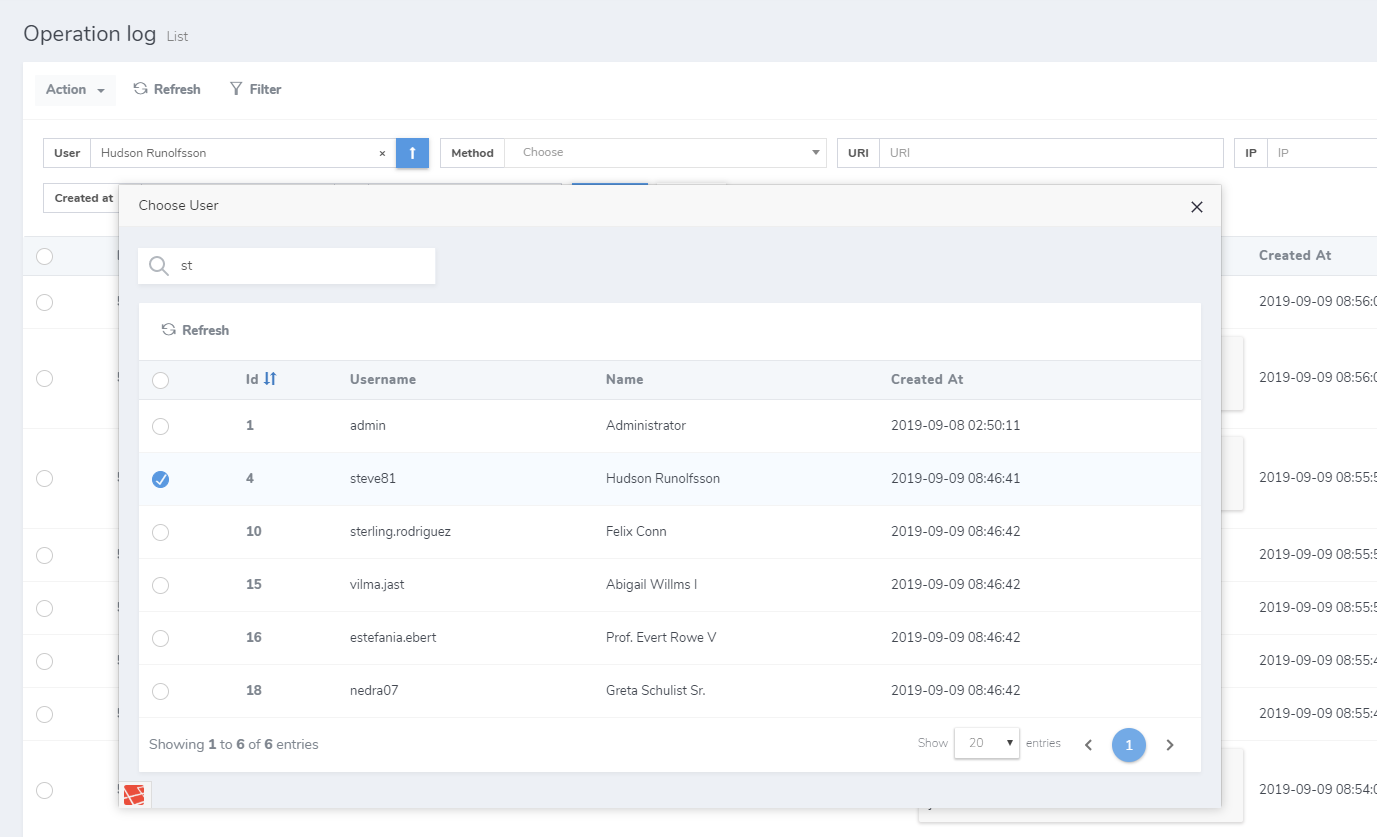 Operation log List
Action Refresh Filter
User Hudson Runolfsson × Method Choose URI URI IP IP
Created at
Choose User
st
Created At
Refresh
2019-09-09 08:56:0
Id Username Name Created At
2019-09-09 08:56:0
1 admin Administrator 2019-09-08 02:50:11
4 steve81 Hudson Runolfsson 2019-09-09 08:46:41
2019-09-09 08:55:5
10 sterling.rodriguez Felix Conn 2019-09-09 08:46:42
2019-09-09 08:55:5
15 vilma.jast Abigail Willms I 2019-09-09 08:46:42
2019-09-09 08:55:5
16 estefania.ebert Prof. Evert Rowe V 2019-09-09 08:46:42
2019-09-09 08:55:4
18 nedra07 Greta Schulist Sr. 2019-09-09 08:46:42
2019-09-09 08:55:4
Showing 1 to 6 of 6 entries Show 20 entries 1
2019-09-09 08:54:0